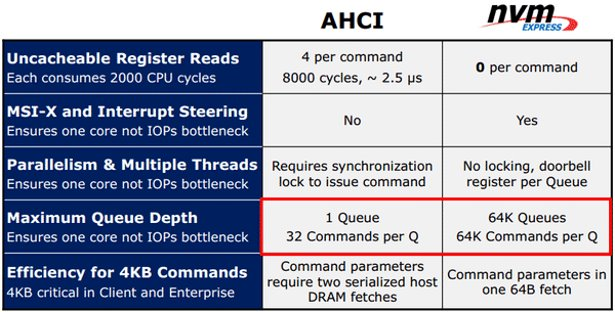 AHCI
nvm
EXPRESS
Uncacheable Register Reads
Each consumes 2000 CPU cycles
4 per command
8000 cycles, ~ 2.5 µs
0 per command
MSI-X and Interrupt Steering
Ensures one core not IOPs bottleneck
No
Yes
Parallelism & Multiple Threads
Ensures one core not IOPs bottleneck
Requires synchronization
lock to issue command
No locking, doorbell
register per Queue
Maximum Queue Depth
Ensures one core not IOPs bottleneck
1 Queue
32 Commands per Q
64K Queues
64K Commands per Q
Efficiency for 4KB Commands
4KB critical in Client and Enterprise
Command parameters
require two serialized host
DRAM fetches
Command parameters in
one 64B fetch